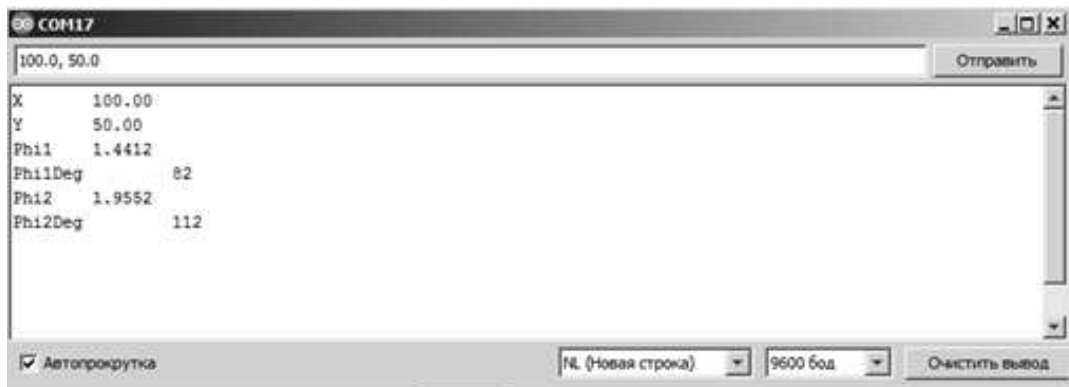 COM17
100.0, 50.0
Отправить
X 100.00
Y 50.00
Phi1 1.4412
Phi1Deg 82
Phi2 1.9552
Phi2Deg 112
Автопрокрутка
NL (Новая строка)
9600 бод
Очистить вывод